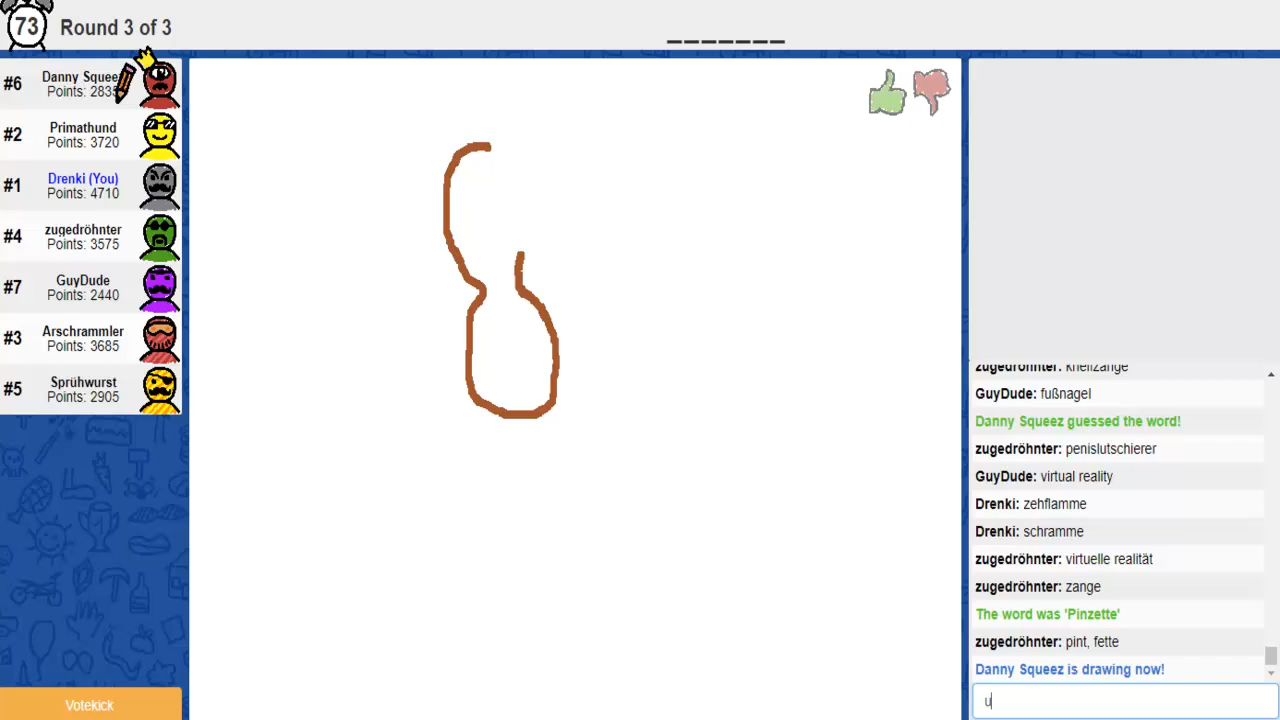 73
Round 3 of 3
_ _ _ _ _ _ _
#6 Danny Squee
Points: 2835
#2 Primathund
Points: 3720
#1 Drenki (You)
Points: 4710
#4 zugedröhnter
Points: 3575
#7 GuyDude
Points: 2440
#3 Arschrammler
Points: 3685
#5 Sprühwurst
Points: 2905
Votekick
zugedröhnter: kneifzange
GuyDude: fußnagel
Danny Squeez guessed the word!
zugedröhnter: penislutschierer
GuyDude: virtual reality
Drenki: zehflamme
Drenki: schramme
zugedröhnter: virtuelle realität
zugedröhnter: zange
The word was 'Pinzette'
zugedröhnter: pint, fette
Danny Squeez is drawing now!
u